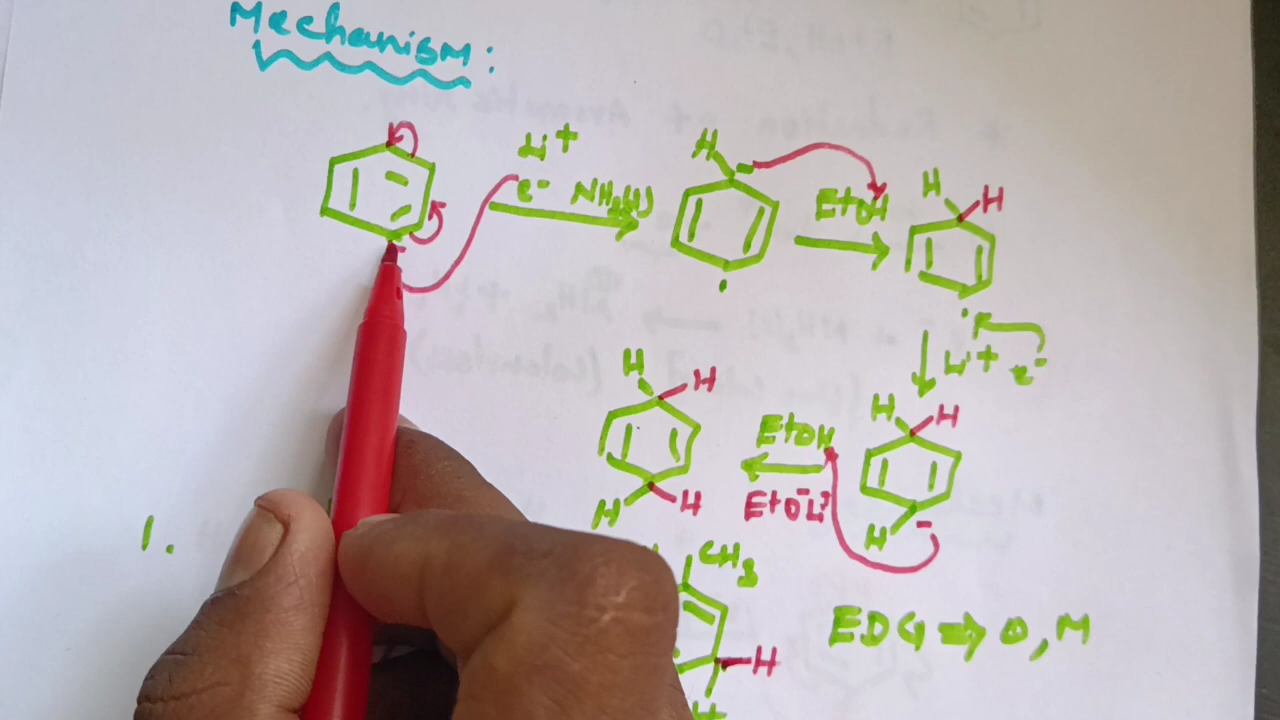 Mechanism:
Li+
e- NH3(l)
H -
EtOH
H H
Li+ e-
H H
EtOH
H H
EtO-Li+
H H
H -
1.
CH3
EDG ⇒ O, M
H
H